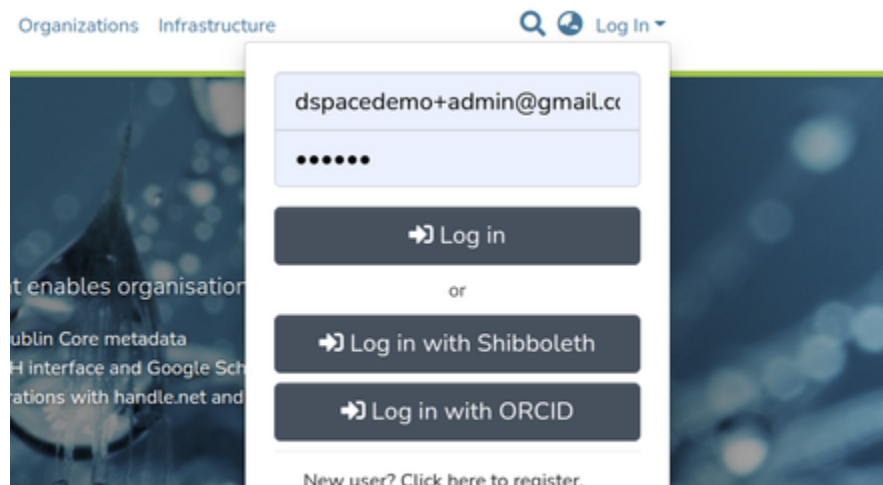 Organizations Infrastructure Log In
dspacedemo+admin@gmail.co
••••••
Log in
t enables organisation
or
ublin Core metadata
Log in with Shibboleth
H interface and Google Sch
rations with handle.net and
Log in with ORCID
New user? Click here to register.